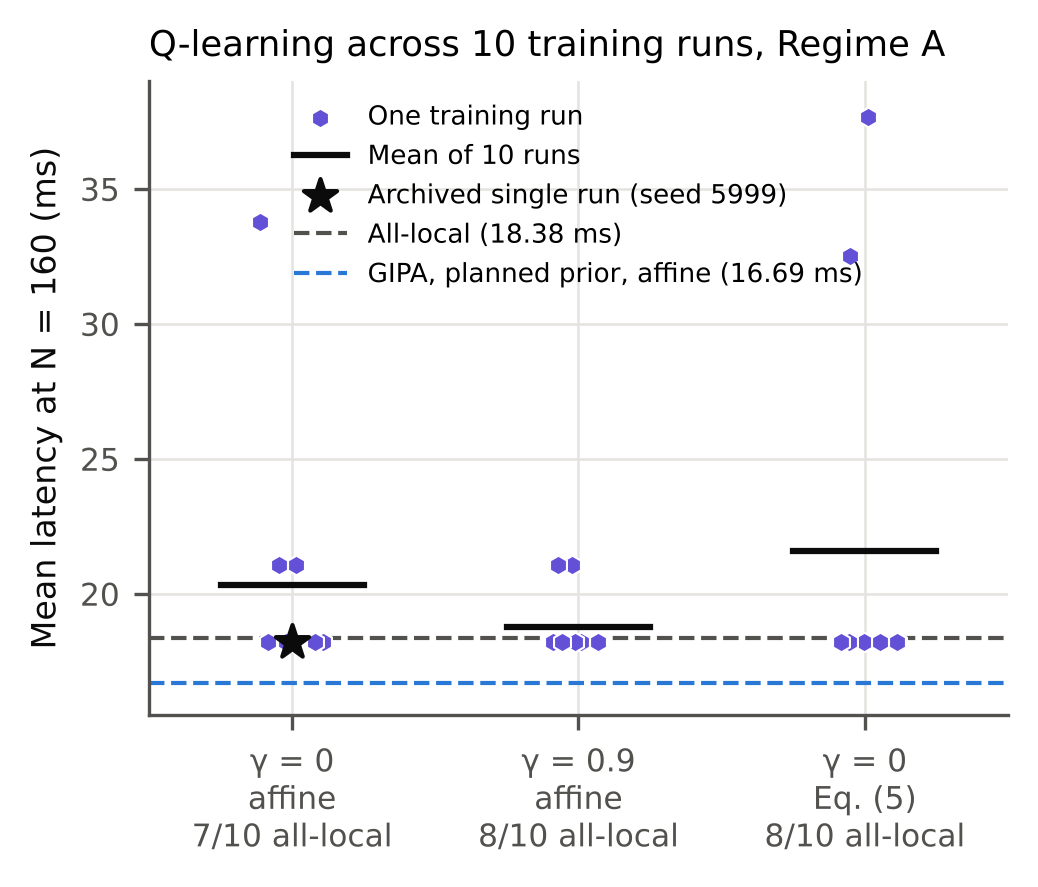 Q-learning across 10 training runs, Regime A
One training run
Mean of 10 runs
Archived single run (seed 5999)
All-local (18.38 ms)
GIPA, planned prior, affine (16.69 ms)
Mean latency at N = 160 (ms)
35
30
25
20
γ = 0
affine
7/10 all-local
γ = 0.9
affine
8/10 all-local
γ = 0
Eq. (5)
8/10 all-local